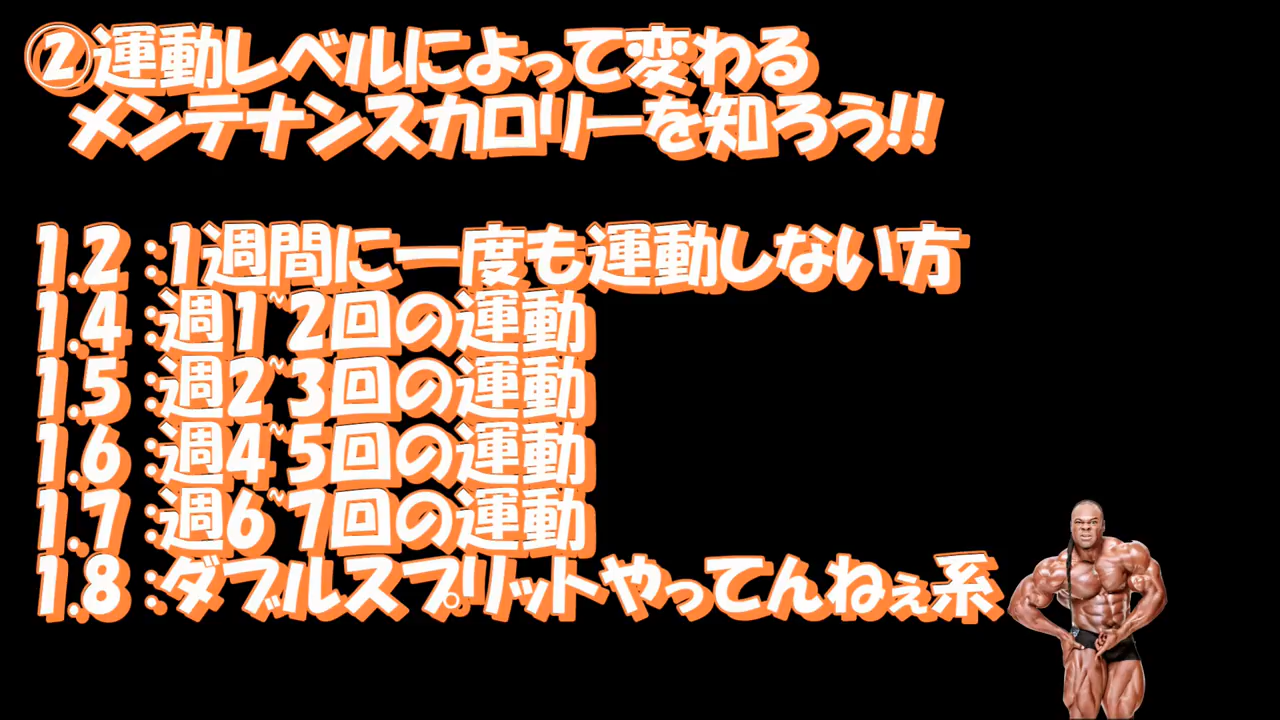 ②運動レベルによって変わる
メンテナンスカロリーを知ろう!!
1.2 :1週間に一度も運動しない方
1.4 :週1~2回の運動
1.5 :週2~3回の運動
1.6 :週4~5回の運動
1.7 :週6~7回の運動
1.8 :ダブルスプリットやってんねぇ系